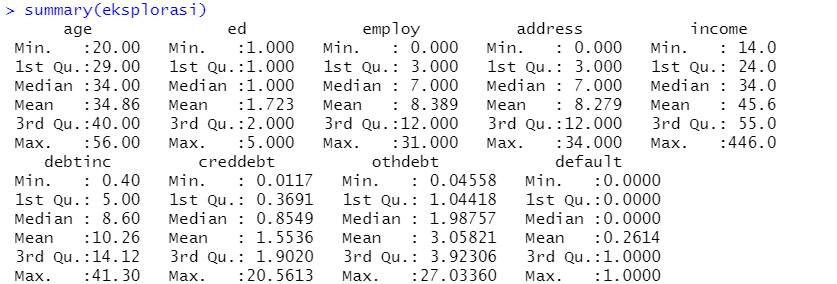 > summary(eksplorasi)
age ed employ address income
Min. :20.00 Min. :1.000 Min. : 0.000 Min. : 0.000 Min. : 14.0
1st Qu.:29.00 1st Qu.:1.000 1st Qu.: 3.000 1st Qu.: 3.000 1st Qu.: 24.0
Median :34.00 Median :1.000 Median : 7.000 Median : 7.000 Median : 34.0
Mean :34.86 Mean :1.723 Mean : 8.389 Mean : 8.279 Mean : 45.6
3rd Qu.:40.00 3rd Qu.:2.000 3rd Qu.:12.000 3rd Qu.:12.000 3rd Qu.: 55.0
Max. :56.00 Max. :5.000 Max. :31.000 Max. :34.000 Max. :446.0
debtinc creddebt othdebt default
Min. : 0.40 Min. : 0.0117 Min. : 0.04558 Min. :0.0000
1st Qu.: 5.00 1st Qu.: 0.3691 1st Qu.: 1.04418 1st Qu.:0.0000
Median : 8.60 Median : 0.8549 Median : 1.98757 Median :0.0000
Mean :10.26 Mean : 1.5536 Mean : 3.05821 Mean :0.2614
3rd Qu.:14.12 3rd Qu.: 1.9020 3rd Qu.: 3.92306 3rd Qu.:1.0000
Max. :41.30 Max. :20.5613 Max. :27.03360 Max. :1.0000